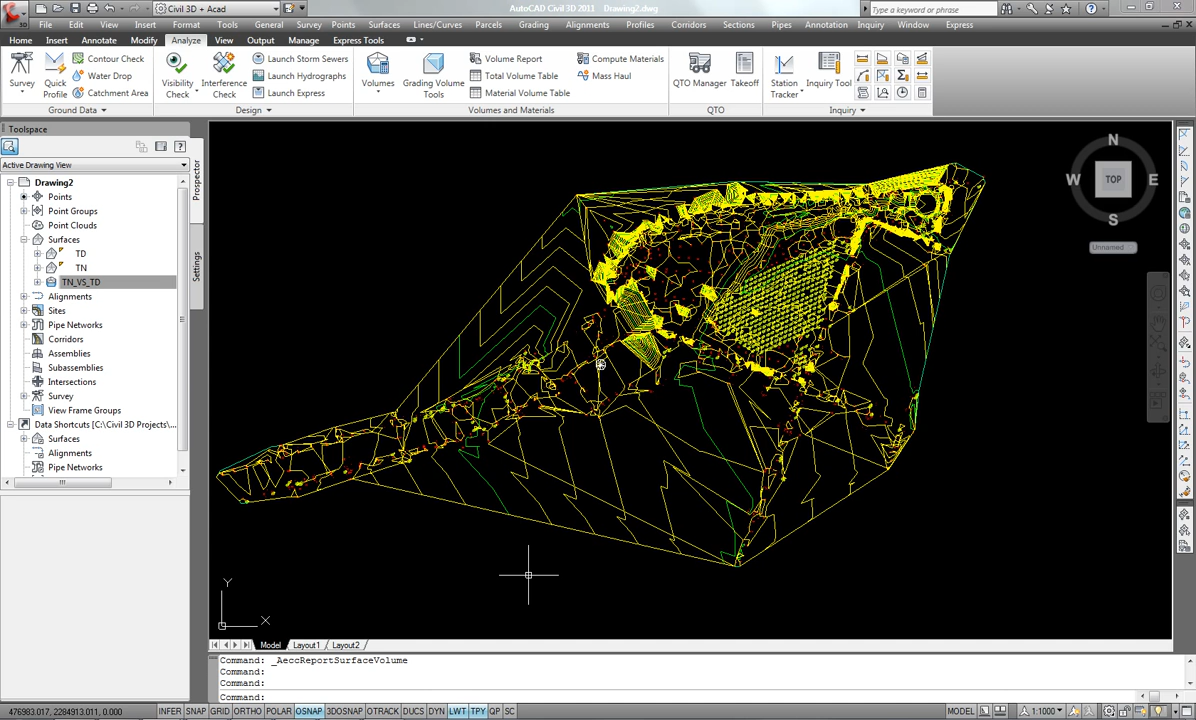 Civil 3D + Acad
AutoCAD Civil 3D 2011 Drawing2.dwg
Type a keyword or phrase
File Edit View Insert Format Tools General Survey Points Surfaces Lines/Curves Parcels Grading Alignments Profiles Corridors Sections Pipes Annotation Inquiry Window Express
Home Insert Annotate Modify Analyze View Output Manage Express Tools
Survey
Quick Profile
Contour Check
Water Drop
Catchment Area
Ground Data
Visibility Check
Interference Check
Launch Storm Sewers
Launch Hydrographs
Launch Express
Design
Volumes
Grading Volume Tools
Volume Report
Total Volume Table
Material Volume Table
Compute Materials
Mass Haul
Volumes and Materials
QTO Manager
Takeoff
QTO
Station Tracker
Inquiry Tool
Inquiry
Toolspace
Active Drawing View
Drawing2
Points
Point Groups
Point Clouds
Surfaces
TD
TN
TN_VS_TD
Alignments
Sites
Pipe Networks
Corridors
Assemblies
Subassemblies
Intersections
Survey
View Frame Groups
Data Shortcuts [C:\Civil 3D Projects\...
Surfaces
Alignments
Pipe Networks
Prospector
Settings
N
W TOP E
S
Unnamed
Y
X
Model Layout1 Layout2
Command: _AeccReportSurfaceVolume
Command:
Command:
Command:
476983.017, 2284913.011, 0.000
INFER SNAP GRID ORTHO POLAR OSNAP 3DOSNAP OTRACK DUCS DYN LWT TPY QP SC
MODEL
1:1000